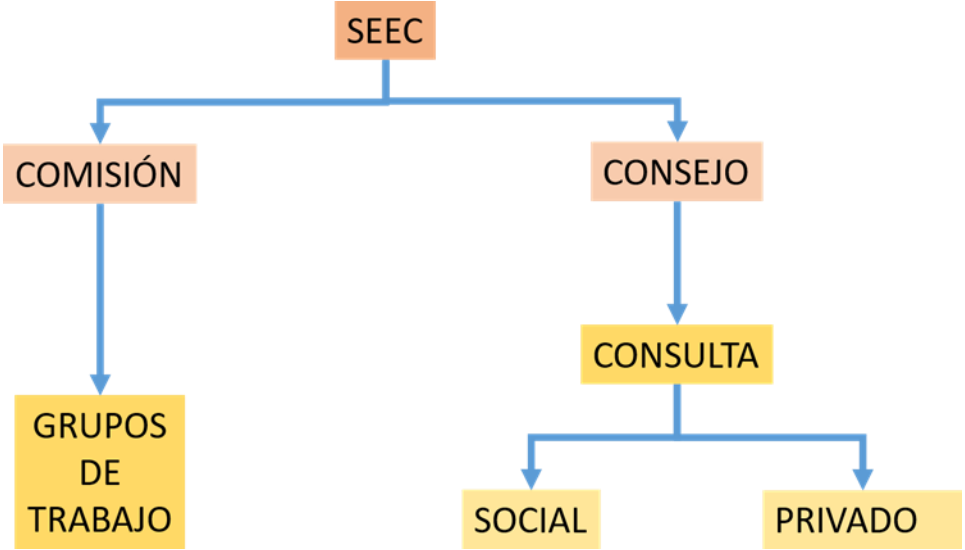 SEEC
COMISIÓN
CONSEJO
CONSULTA
GRUPOS
DE
TRABAJO
SOCIAL
PRIVADO